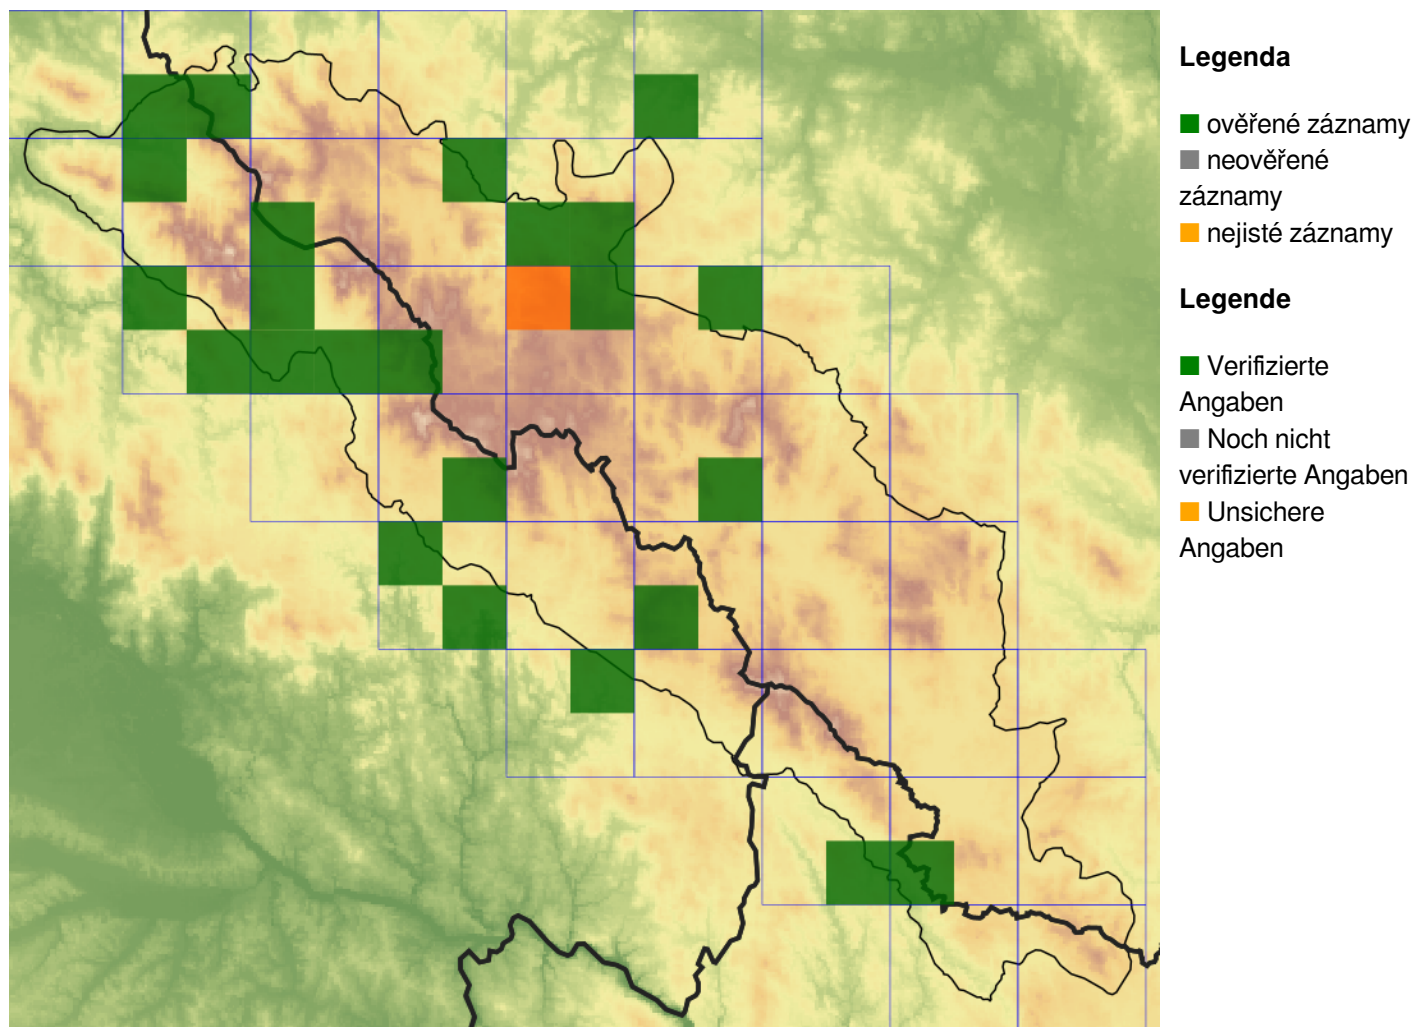 Legenda
ověřené záznamy
neověřené
záznamy
nejisté záznamy
Legende
Verifizierte
Angaben
Noch nicht
verifizierte Angaben
Unsichere
Angaben